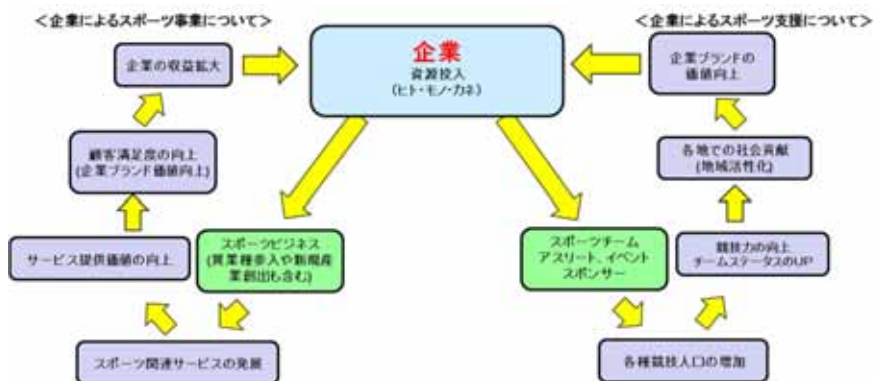 ＜企業によるスポーツ事業について＞
＜企業によるスポーツ支援について＞
企業
資源投入
(ヒト・モノ・カネ)
企業の収益拡大
顧客満足度の向上
(企業ブランド価値向上)
サービス提供価値の向上
スポーツビジネス
(異業種参入や新規産
業創出も含む)
スポーツ関連サービスの発展
企業ブランドの
価値向上
各地での社会貢献
(地域活性化)
競技力の向上
チームステータスのUP
スポーツチーム
アスリート、イベント
スポンサー
各種競技人口の増加